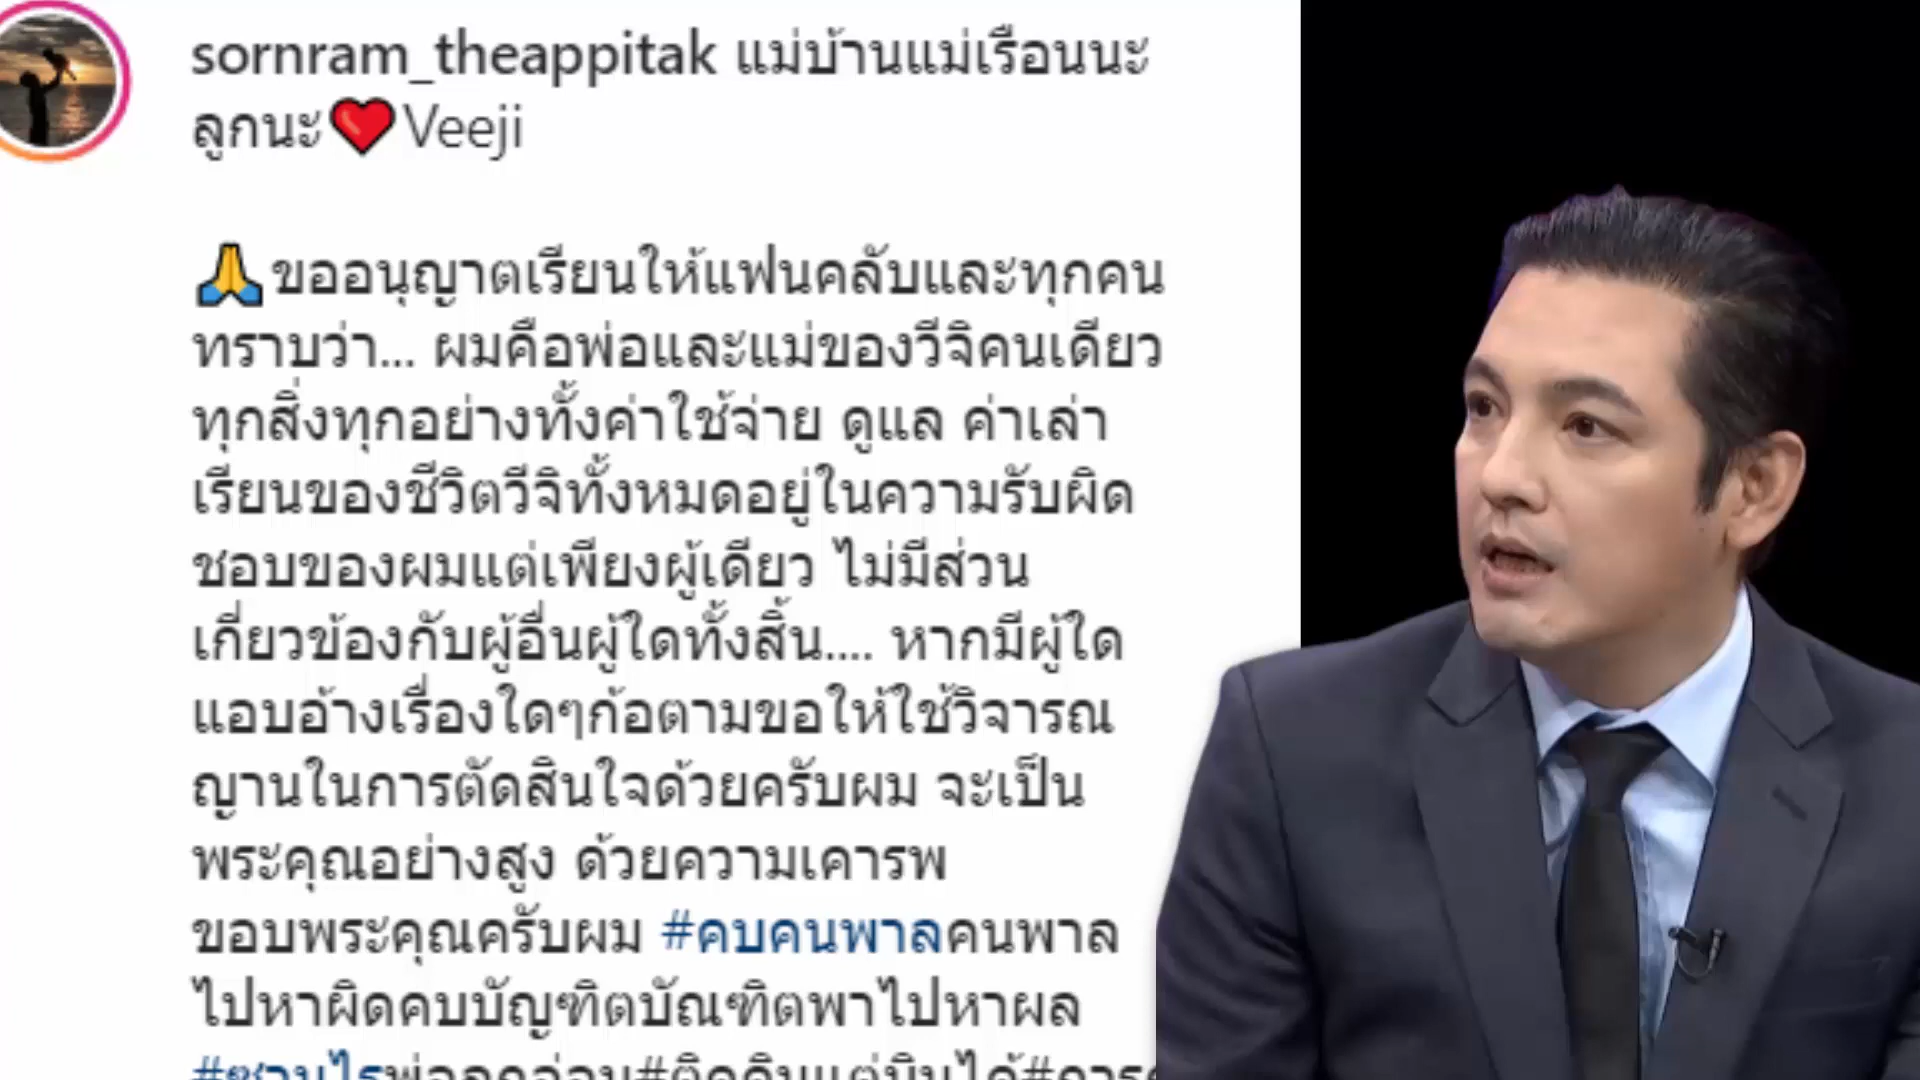 sornram_theappitak แม่บ้านแม่เรือนนะ
ลูกนะ❤️Veeji
🙏ขออนุญาตเรียนให้แฟนคลับและทุกคน
ทราบว่า... ผมคือพ่อและแม่ของวีจิคนเดียว
ทุกสิ่งทุกอย่างทั้งค่าใช้จ่าย ดูแล ค่าเล่า
เรียนของชีวิตวีจิทั้งหมดอยู่ในความรับผิด
ชอบของผมแต่เพียงผู้เดียว ไม่มีส่วน
เกี่ยวข้องกับผู้อื่นผู้ใดทั้งสิ้น.... หากมีผู้ใด
แอบอ้างเรื่องใดๆก้อตามขอให้ใช้วิจารณ
ญานในการตัดสินใจด้วยครับผม จะเป็น
พระคุณอย่างสูง ด้วยความเคารพ
ขอบพระคุณครับผม #คบคนพาลคนพาล
ไปหาผิดคบบัญฑิตบัณฑิตพาไปหาผล